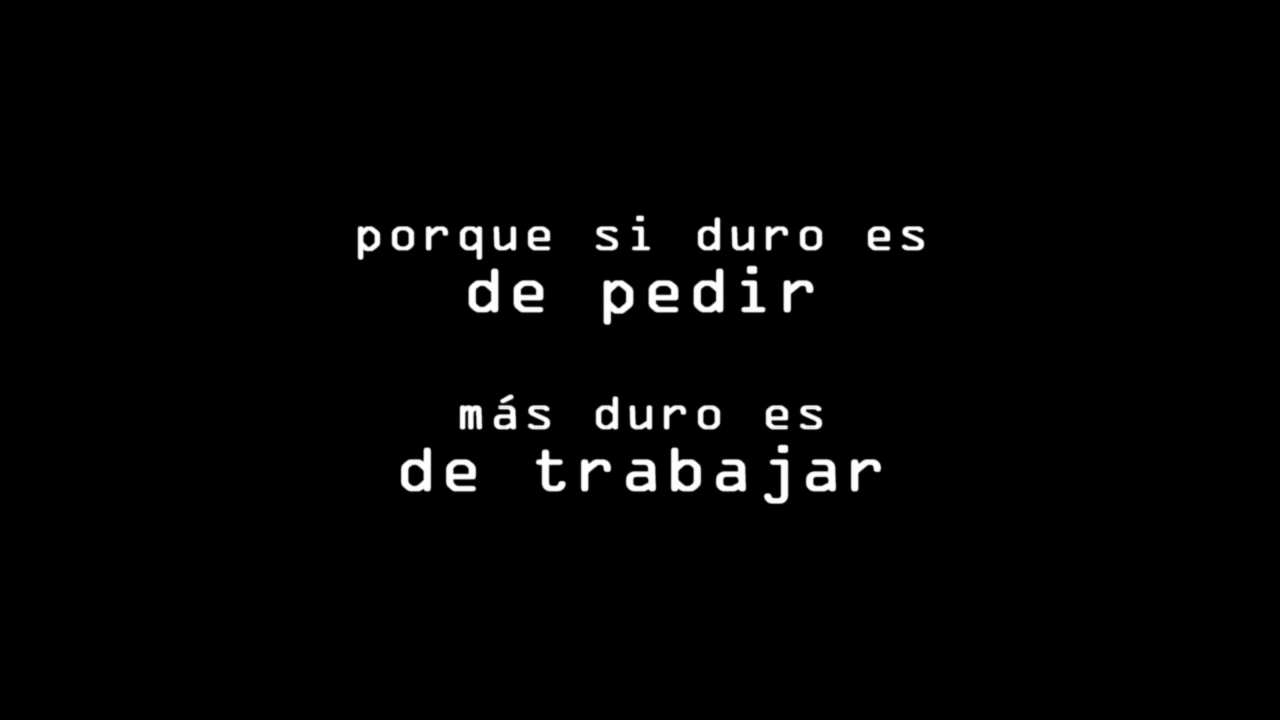 porque si duro es
de pedir
más duro es
de trabajar